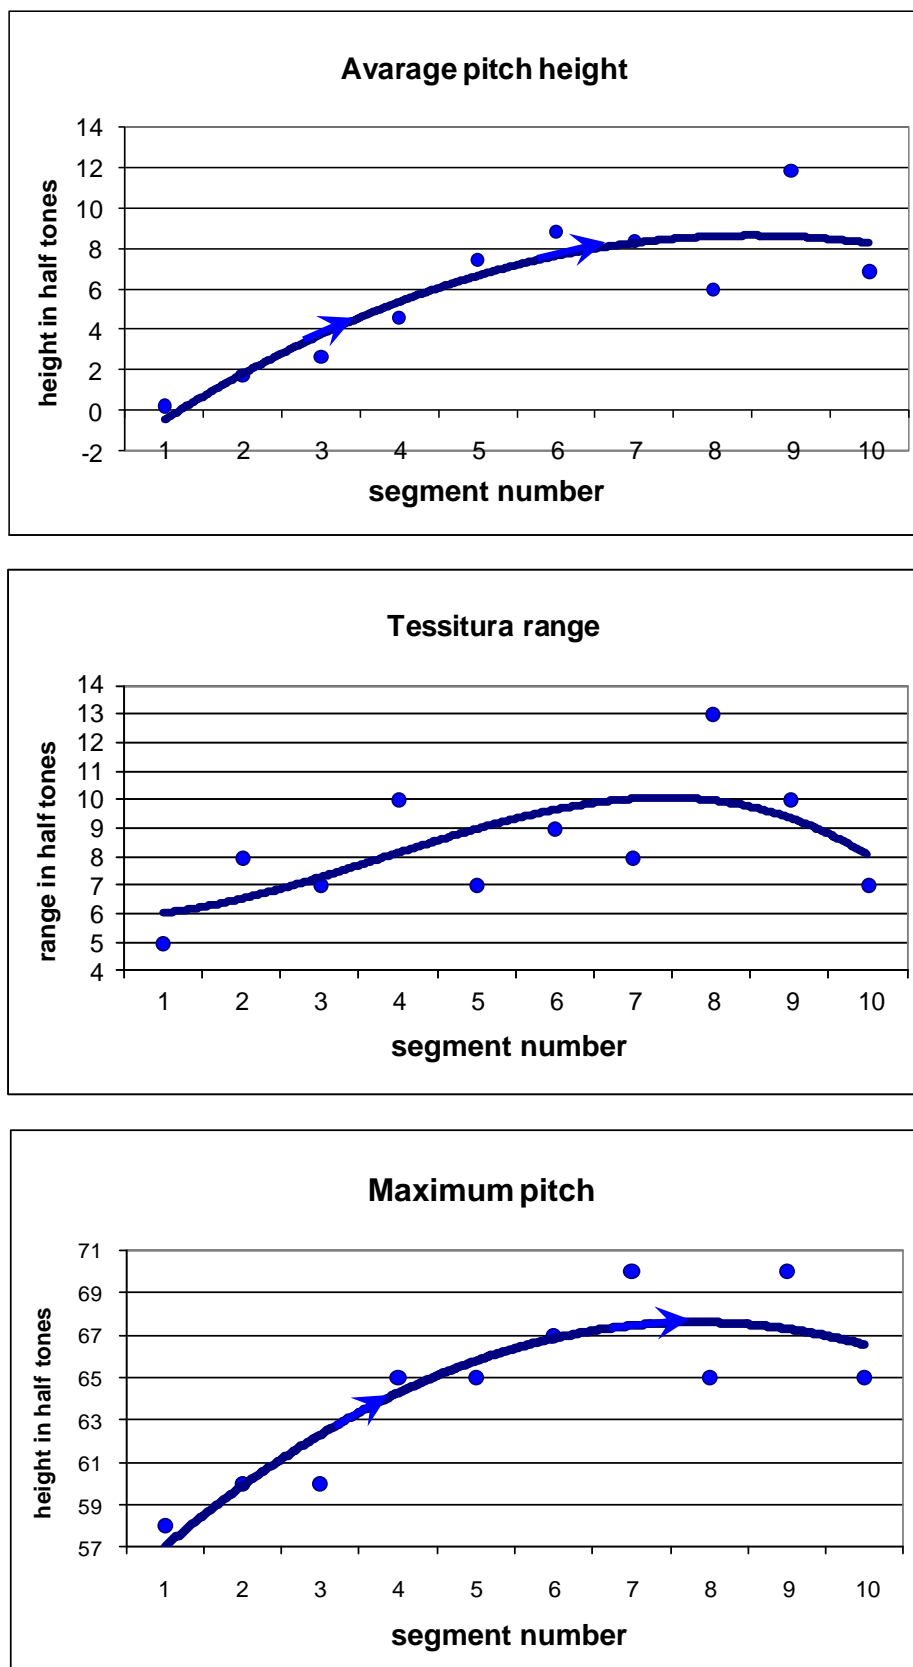 Avarage pitch height
height in half tones
14
12
10
8
6
4
2
0
-2
1 2 3 4 5 6 7 8 9 10
segment number
Tessitura range
range in half tones
14
13
12
11
10
9
8
7
6
5
4
1 2 3 4 5 6 7 8 9 10
segment number
Maximum pitch
height in half tones
71
69
67
65
63
61
59
57
1 2 3 4 5 6 7 8 9 10
segment number